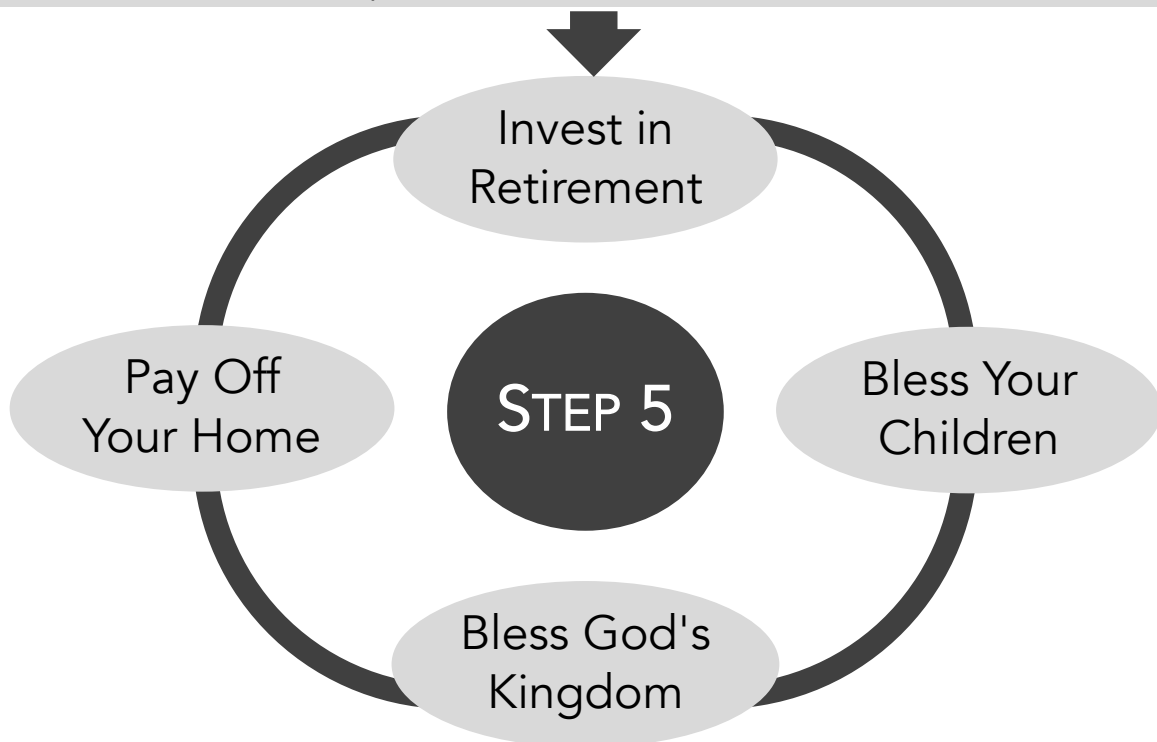 Invest in
Retirement
Pay Off
Your Home
STEP 5
Bless Your
Children
Bless God's
Kingdom